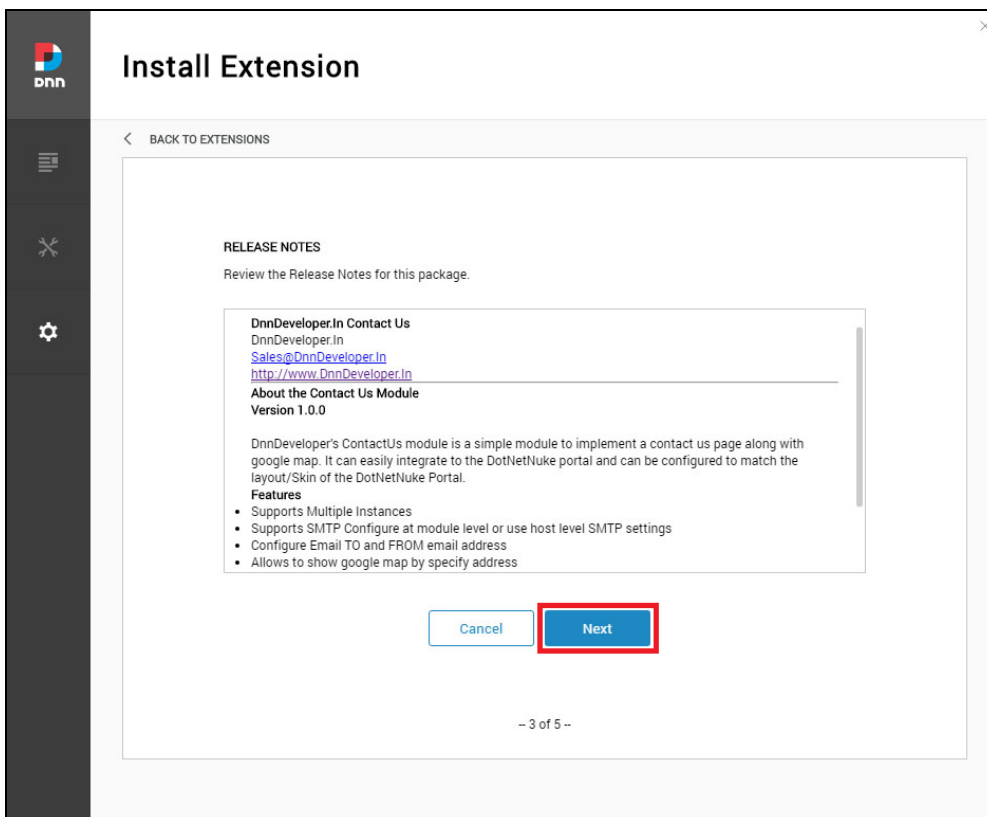 DNN
Install Extension
BACK TO EXTENSIONS
RELEASE NOTES
Review the Release Notes for this package.
DnnDeveloper.In Contact Us
DnnDeveloper.In
Sales@DnnDeveloper.In
http://www.DnnDeveloper.In
About the Contact Us Module
Version 1.0.0
DnnDeveloper's ContactUs module is a simple module to implement a contact us page along with
google map. It can easily integrate to the DotNetNuke portal and can be configured to match the
layout/Skin of the DotNetNuke Portal.
Features
• Supports Multiple Instances
• Supports SMTP Configure at module level or use host level SMTP settings
• Configure Email TO and FROM email address
• Allows to show google map by specify address
Cancel Next
-- 3 of 5 --